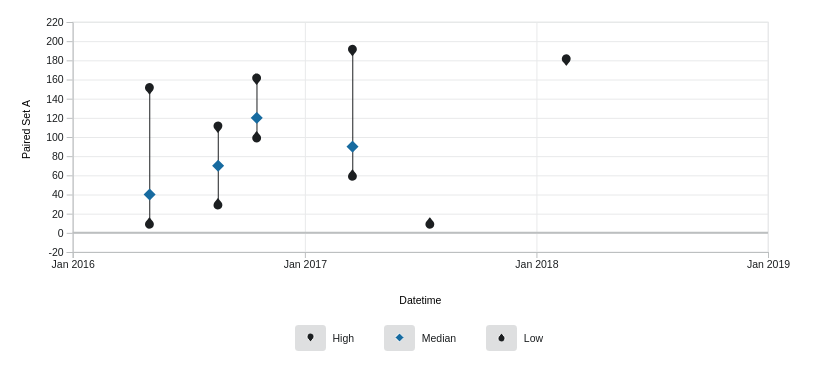 220
200
180
160
140
120
100
80
60
40
20
0
-20
Paired Set A
Jan 2016
Jan 2017
Jan 2018
Jan 2019
Datetime
High
Median
Low